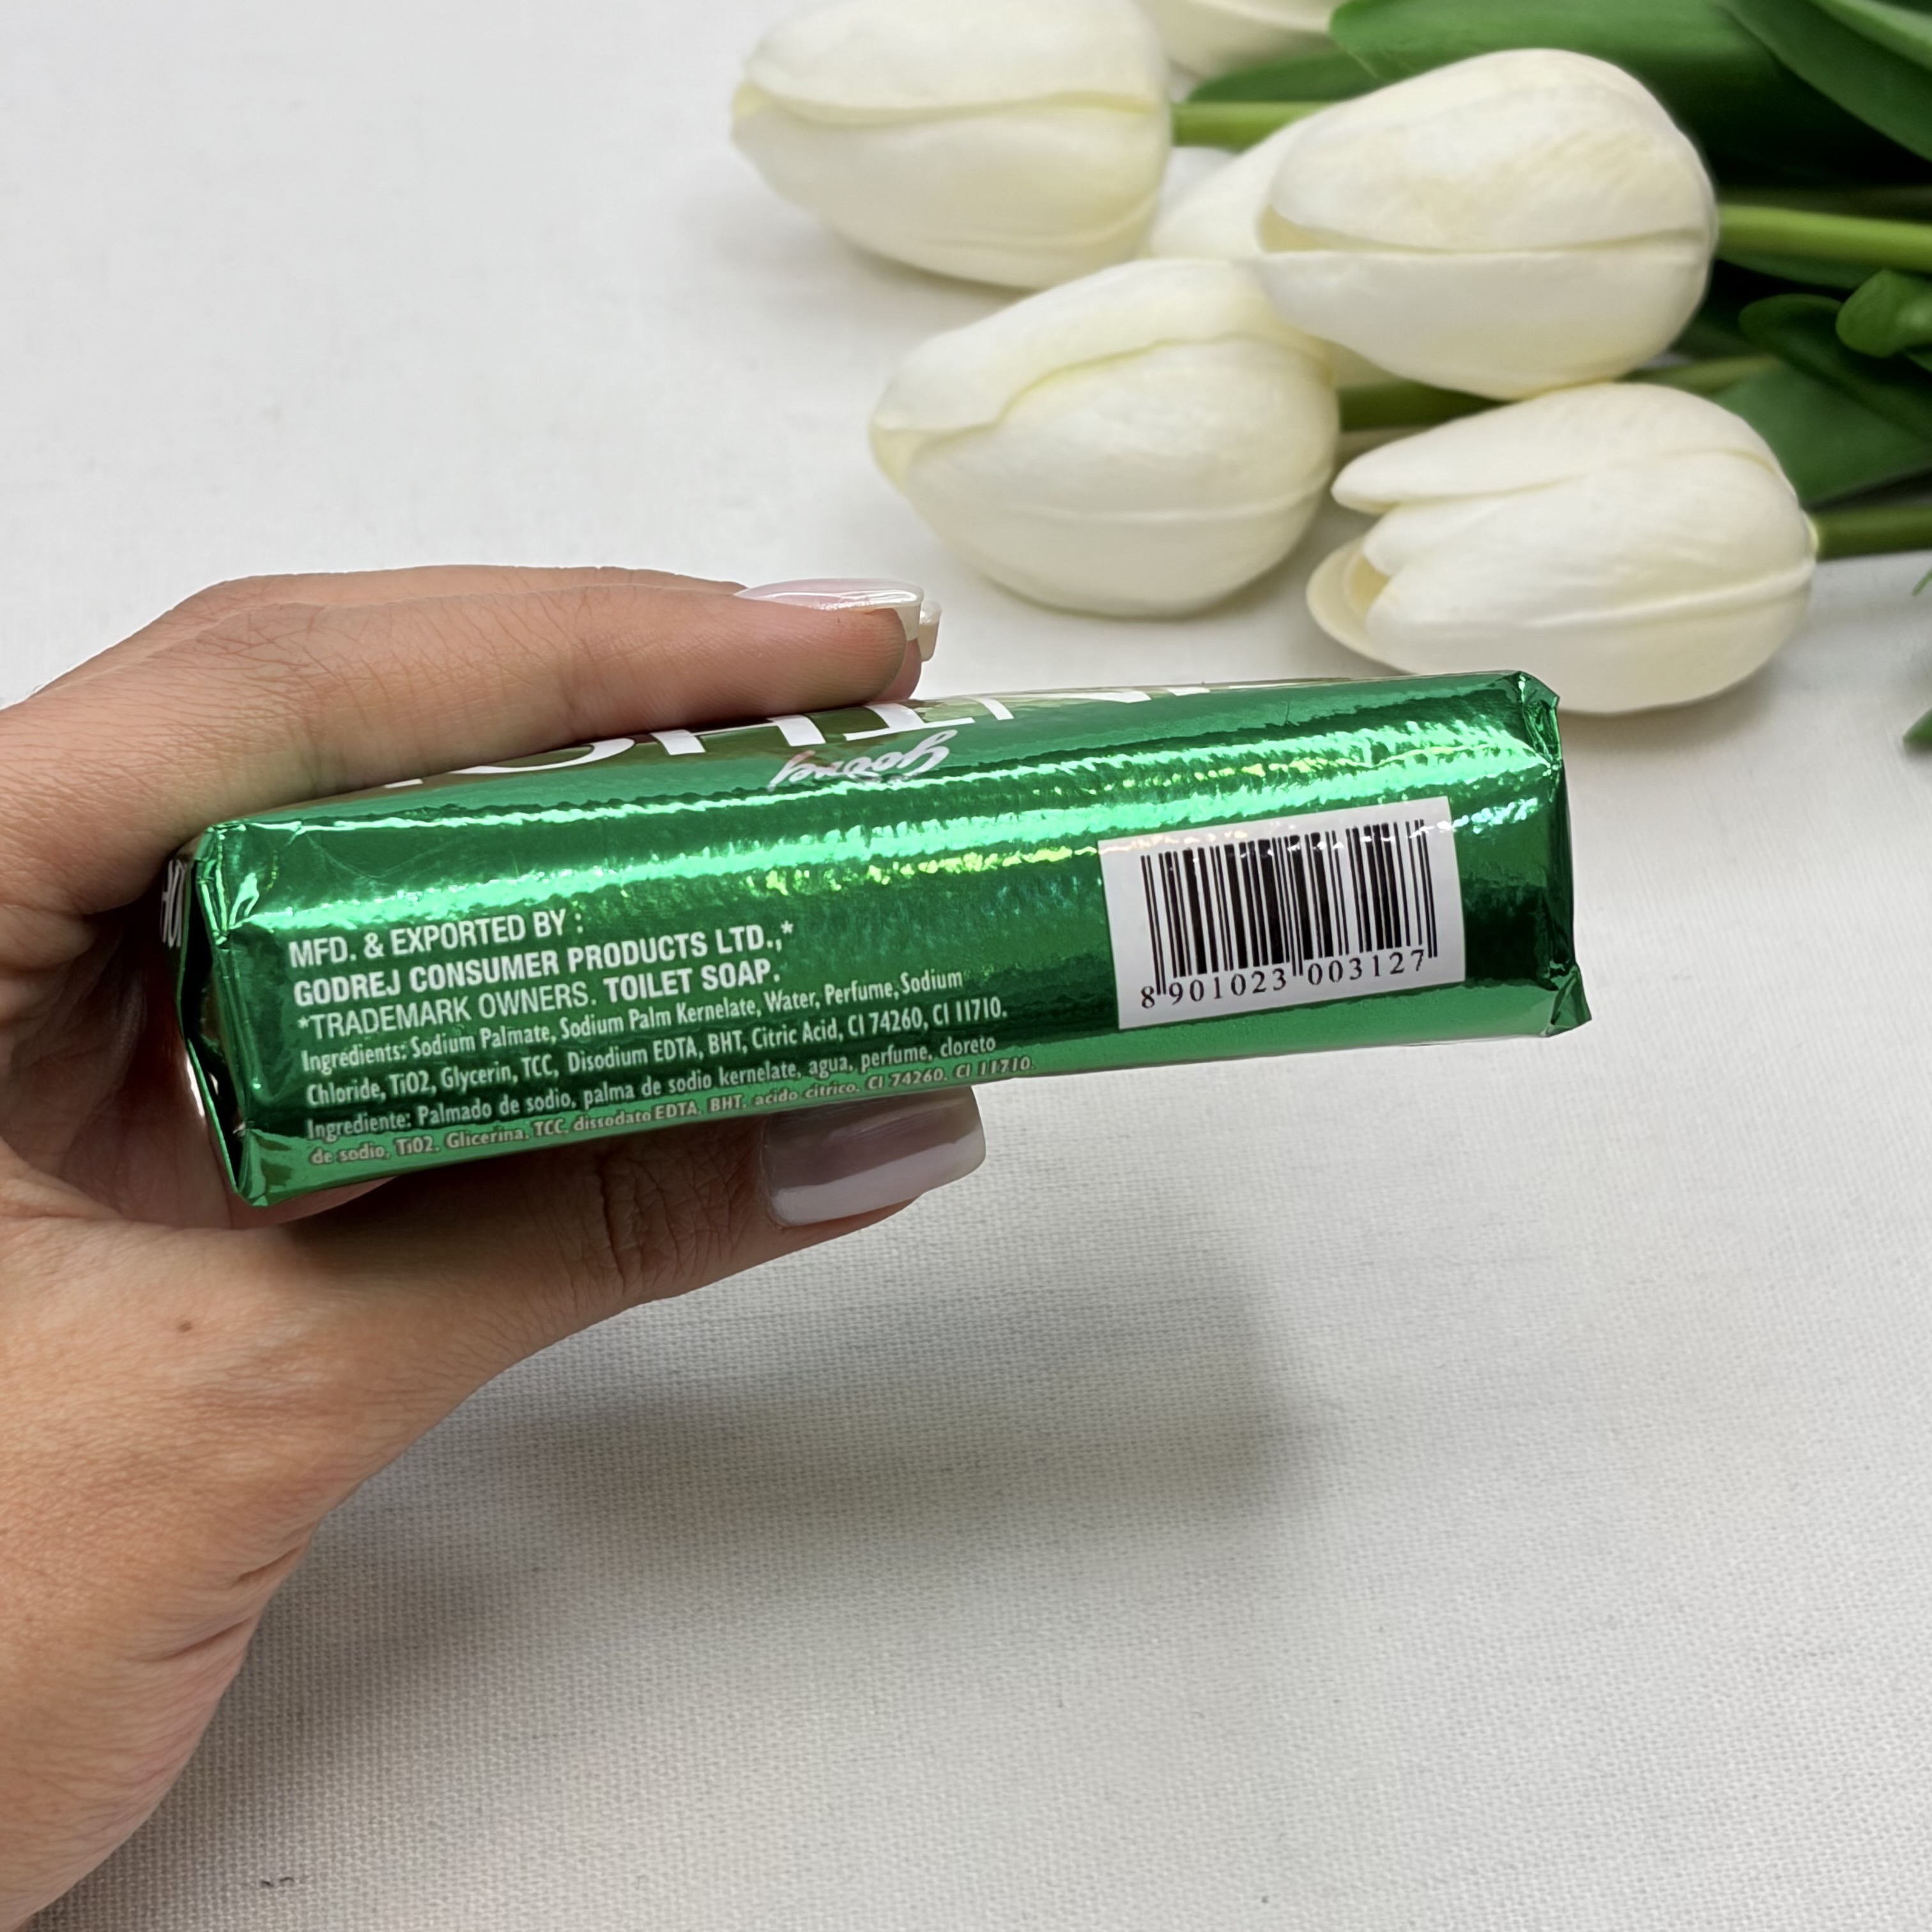 Godrej
MFD. & EXPORTED BY :
GODREJ CONSUMER PRODUCTS LTD.,*
*TRADEMARK OWNERS. TOILET SOAP.
Ingredients: Sodium Palmate, Sodium Palm Kernelate, Water, Perfume, Sodium
Chloride, TiO2, Glycerin, TCC, Disodium EDTA, BHT, Citric Acid, CI 74260, CI 11710.
Ingrediente: Palmado de sodio, palma de sodio kernelate, agua, perfume, cloreto
de sodio, TiO2. Glicerina. TCC. dissodato EDTA. BHT. acido citrico. CI 74260. CI 11710.
8 901023 003127